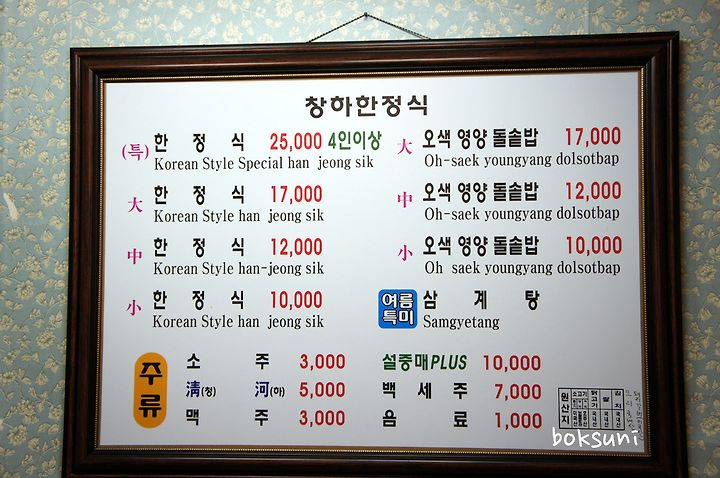 창하한정식
(특) 한 정 식 25,000 4인이상
Korean Style Special han jeong sik
大 한 정 식 17,000
Korean Style han jeong sik
中 한 정 식 12,000
Korean Style han-jeong sik
小 한 정 식 10,000
Korean Style han jeong sik
大 오색 영양 돌솥밥 17,000
Oh-saek youngyang dolsotbap
中 오색 영양 돌솥밥 12,000
Oh-saek youngyang dolsotbap
小 오색 영양 돌솥밥 10,000
Oh saek youngyang dolsotbap
여름특미 삼 계 탕
Samgyetang
주류
소 주 3,000
淸(청) 河(하) 5,000
맥 주 3,000
설중매PLUS 10,000
백 세 주 7,000
음 료 1,000
원산지
boksuni